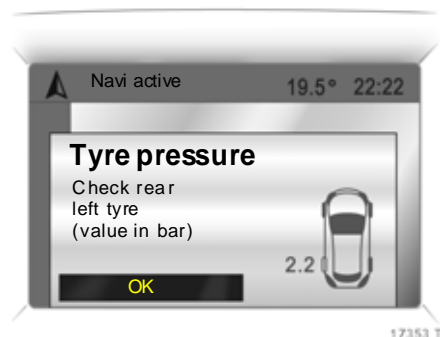 Navi active 19.5° 22:22
Tyre pressure
Check rear
left tyre
(value in bar)
2.2
OK
17353 T